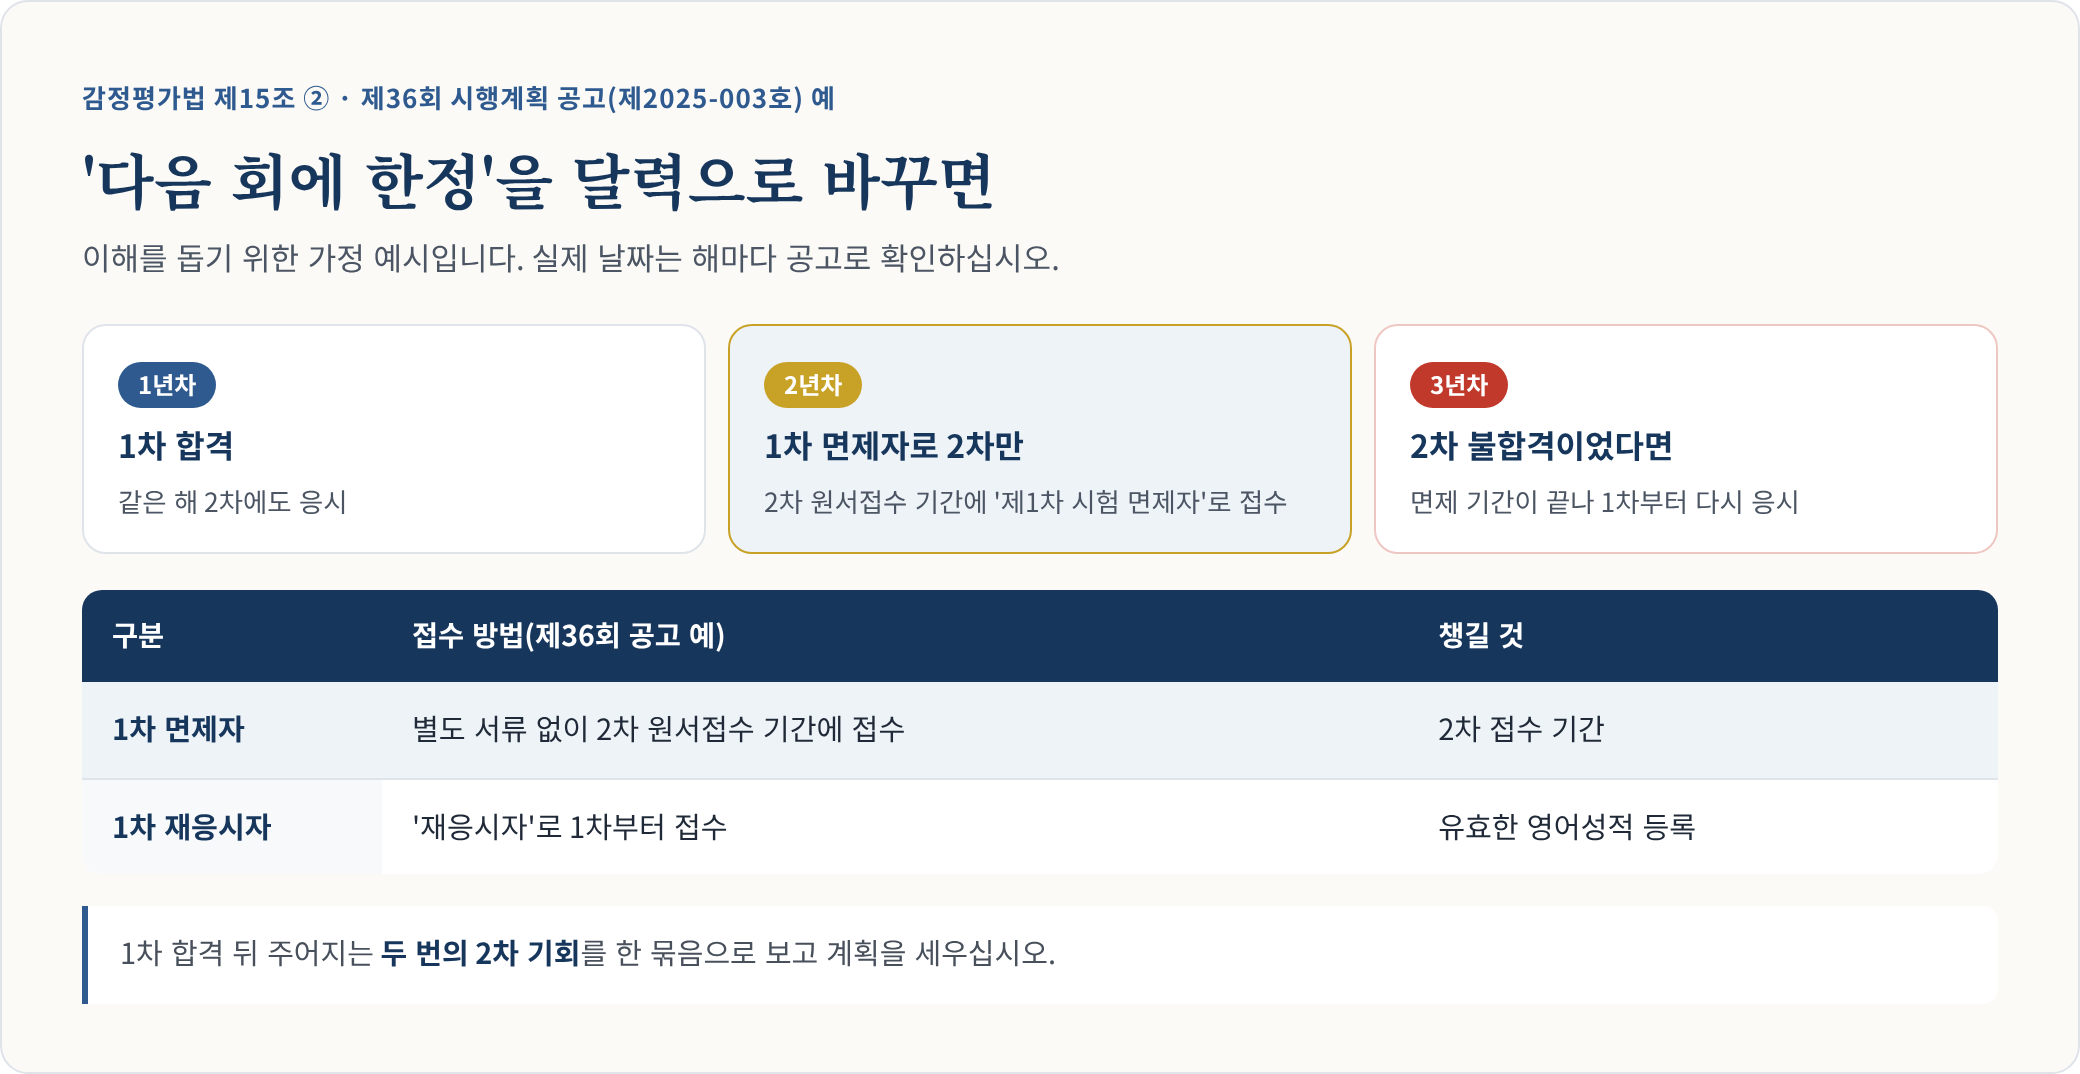 감정평가법 제15조 ② · 제36회 시행계획 공고(제2025-003호) 예
'다음 회에 한정'을 달력으로 바꾸면
이해를 돕기 위한 가정 예시입니다. 실제 날짜는 해마다 공고로 확인하십시오.
1년차
1차 합격
같은 해 2차에도 응시
2년차
1차 면제자로 2차만
2차 원서접수 기간에 '제1차 시험 면제자'로 접수
3년차
2차 불합격이었다면
면제 기간이 끝나 1차부터 다시 응시
구분 접수 방법(제36회 공고 예) 챙길 것
1차 면제자 별도 서류 없이 2차 원서접수 기간에 접수 2차 접수 기간
1차 재응시자 '재응시자'로 1차부터 접수 유효한 영어성적 등록
1차 합격 뒤 주어지는 두 번의 2차 기회를 한 묶음으로 보고 계획을 세우십시오.